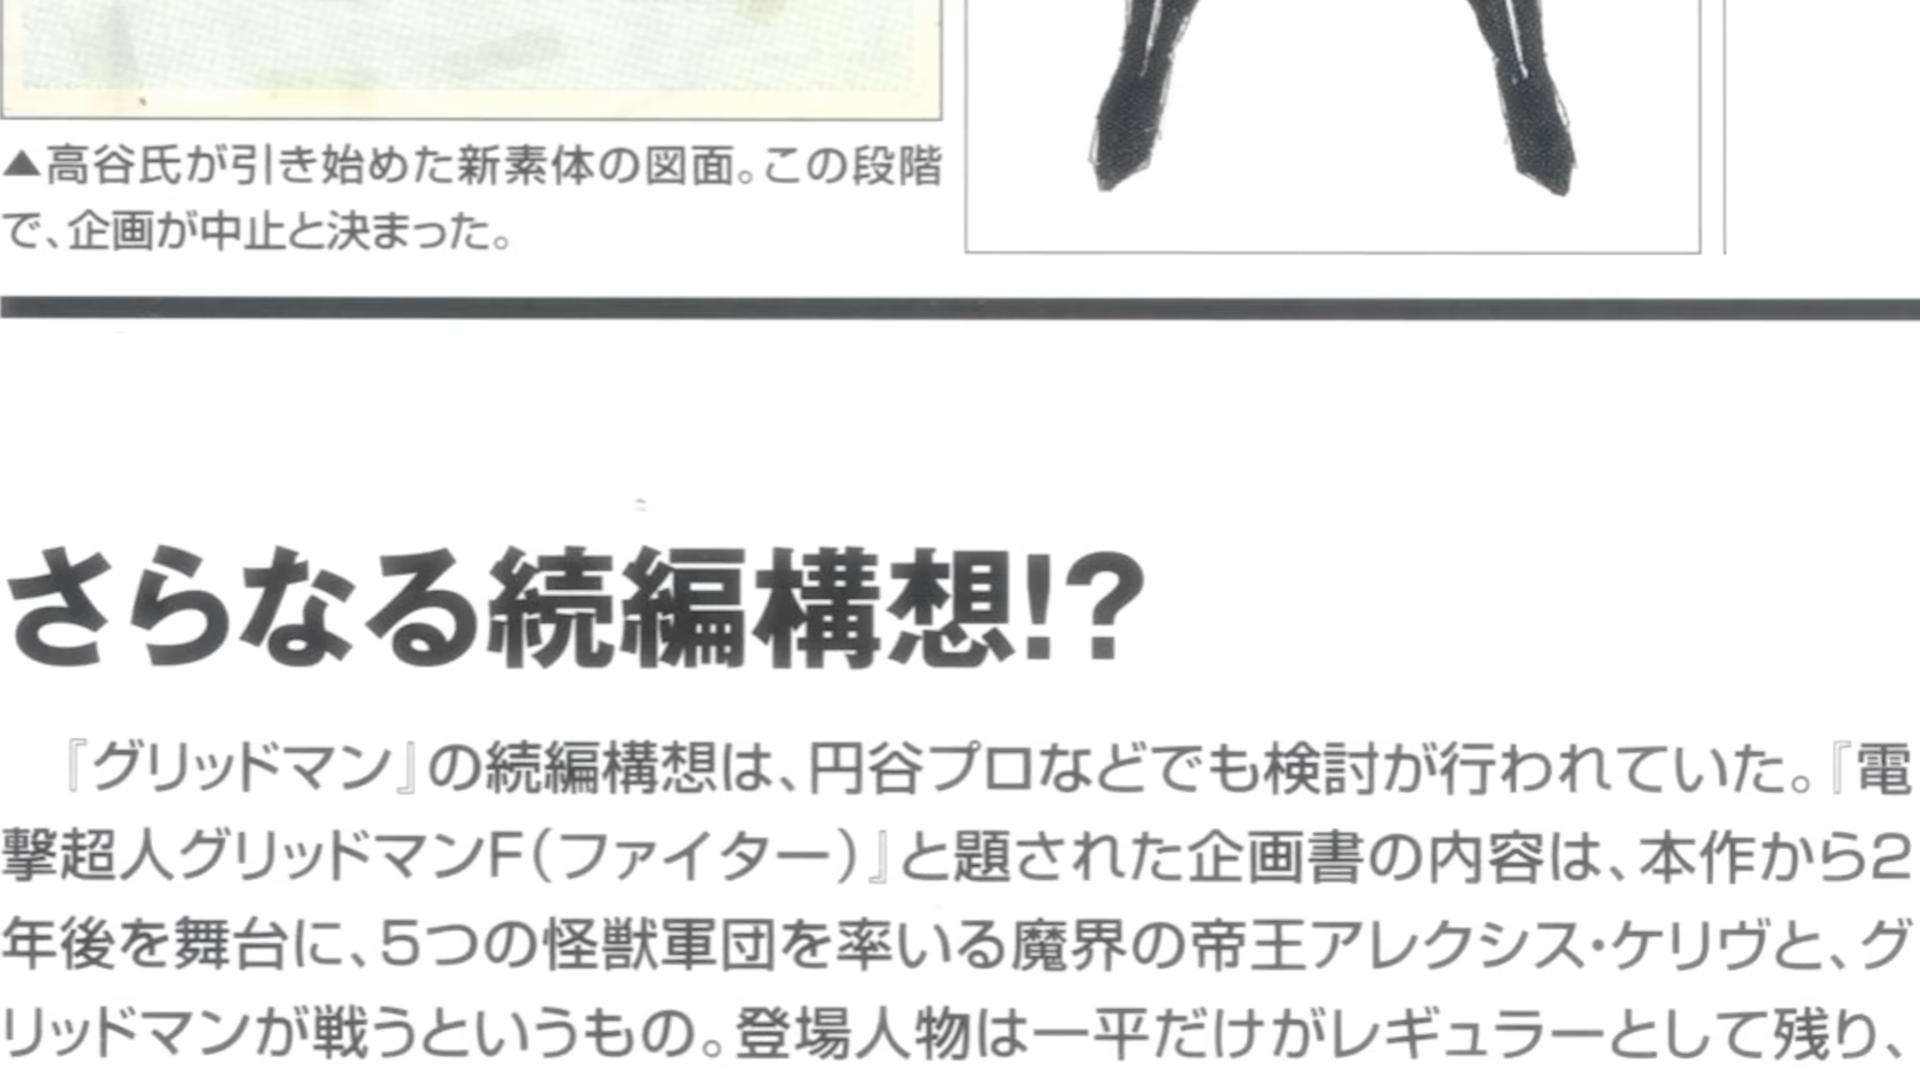 ▲高谷氏が引き始めた新素体の図面。この段階
で、企画が中止と決まった。
さらなる続編構想!?
『グリッドマン』の続編構想は、円谷プロなどでも検討が行われていた。『電
撃超人グリッドマンF(ファイター)』と題された企画書の内容は、本作から2
年後を舞台に、5つの怪獣軍団を率いる魔界の帝王アレクシス・ケリヴと、グ
リッドマンが戦うというもの。登場人物は一平だけがレギュラーとして残り、